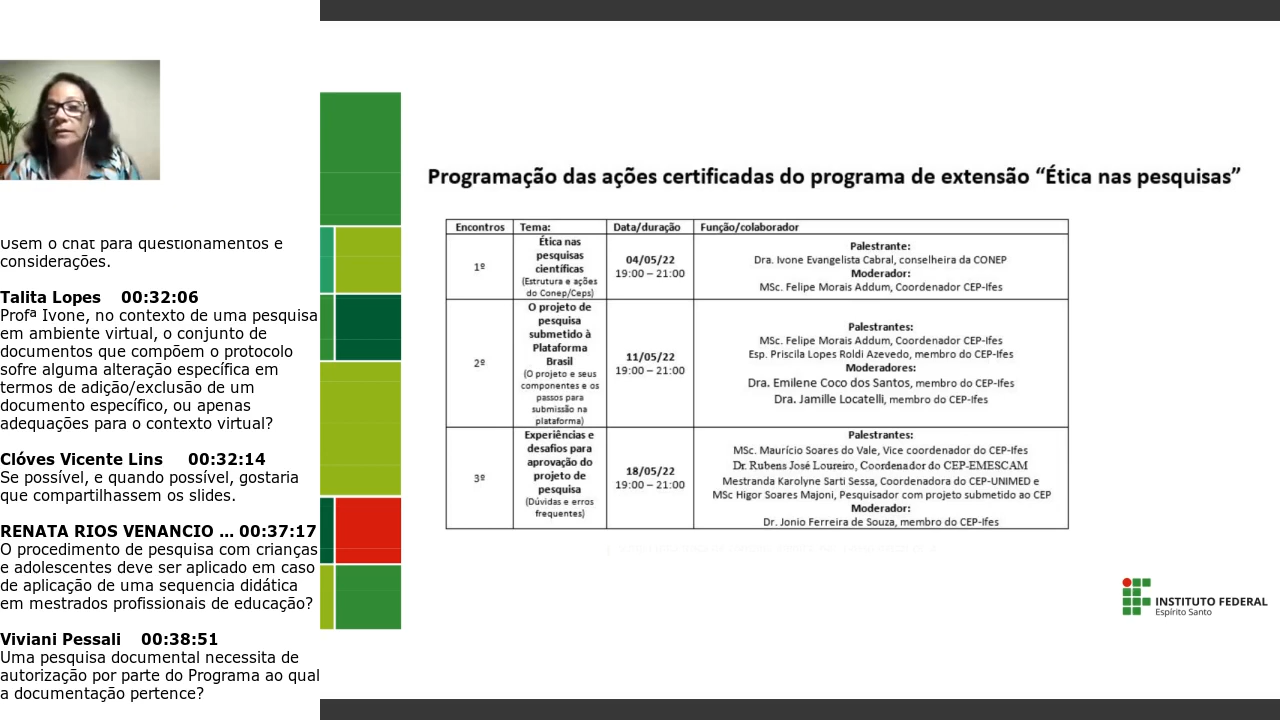 Usem o chat para questionamentos e
considerações.
Talita Lopes 00:32:06
Profª Ivone, no contexto de uma pesquisa
em ambiente virtual, o conjunto de
documentos que compõem o protocolo
sofre alguma alteração específica em
termos de adição/exclusão de um
documento específico, ou apenas
adequações para o contexto virtual?
Clóves Vicente Lins 00:32:14
Se possível, e quando possível, gostaria
que compartilhassem os slides.
RENATA RIOS VENANCIO ... 00:37:17
O procedimento de pesquisa com crianças
e adolescentes deve ser aplicado em caso
de aplicação de uma sequencia didática
em mestrados profissionais de educação?
Viviani Pessali 00:38:51
Uma pesquisa documental necessita de
autorização por parte do Programa ao qual
a documentação pertence?
Programação das ações certificadas do programa de extensão “Ética nas pesquisas”
Encontros Tema: Data/duração Função/colaborador
1º
Ética nas
pesquisas
científicas
(Estrutura e ações
do Conep/Ceps)
04/05/22
19:00 – 21:00
Palestrante:
Dra. Ivone Evangelista Cabral, conselheira da CONEP
Moderador:
MSc. Felipe Morais Addum, Coordenador CEP-Ifes
2º
O projeto de
pesquisa
submetido à
Plataforma
Brasil
(O projeto e seus
componentes e os
passos para
submissão na
plataforma)
11/05/22
19:00 – 21:00
Palestrantes:
MSc. Felipe Morais Addum, Coordenador CEP-Ifes
Esp. Priscila Lopes Roldi Azevedo, membro do CEP-Ifes
Moderadores:
Dra. Emilene Coco dos Santos, membro do CEP-Ifes
Dra. Jamille Locatelli, membro do CEP-Ifes
3º
Experiências e
desafios para
aprovação do
projeto de
pesquisa
(Dúvidas e erros
frequentes)
18/05/22
19:00 – 21:00
Palestrantes:
MSc. Maurício Soares do Vale, Vice coordenador do CEP-Ifes
Dr. Rubens José Loureiro, Coordenador do CEP-EMESCAM
Mestranda Karolyne Sarti Sessa, Coordenadora do CEP-UNIMED e
MSc Higor Soares Majoni, Pesquisador com projeto submetido ao CEP
Moderador:
Dr. Jonio Ferreira de Souza, membro do CEP-Ifes
INSTITUTO FEDERAL
Espírito Santo